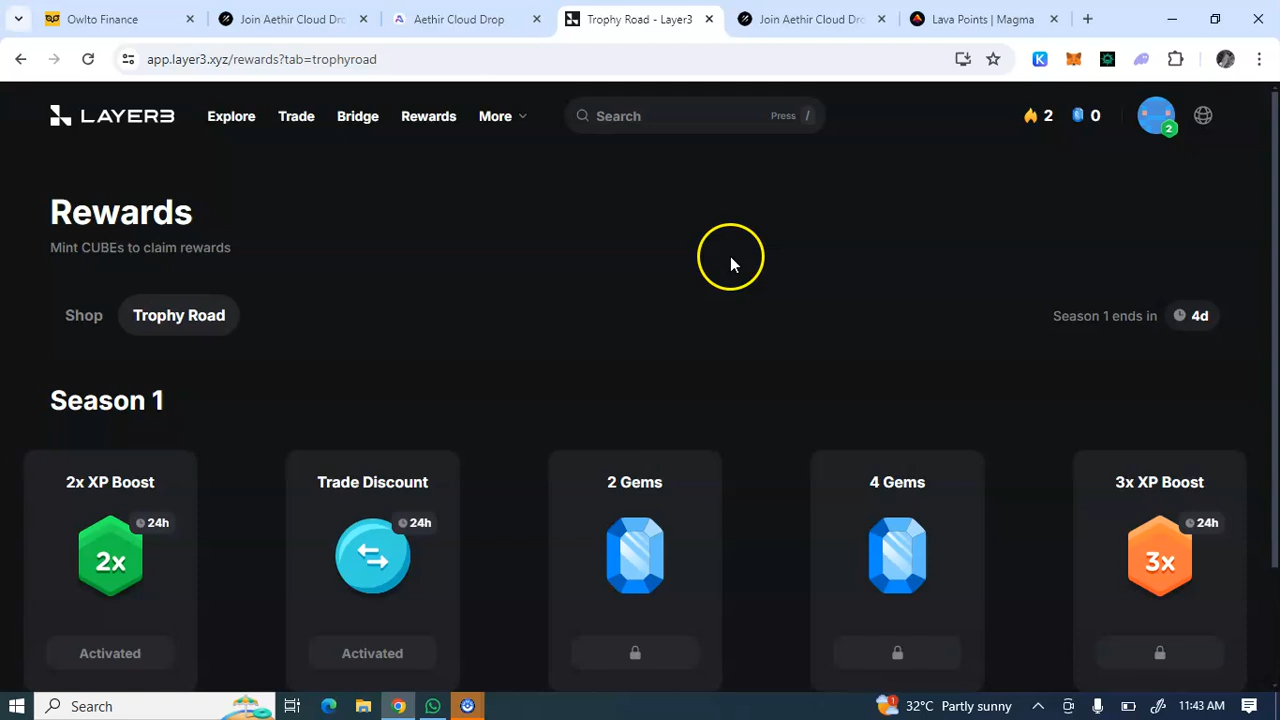 Owlto Finance
Join Aethir Cloud Dro
Aethir Cloud Drop
Trophy Road - Layer3
Join Aethir Cloud Dro
Lava Points | Magma
app.layer3.xyz/rewards?tab=trophyroad
LAYER3
Explore
Trade
Bridge
Rewards
More
Search
Press /
2
0
2
Rewards
Mint CUBEs to claim rewards
Shop
Trophy Road
Season 1 ends in
4d
Season 1
2x XP Boost
24h
2x
Activated
Trade Discount
24h
Activated
2 Gems
4 Gems
3x XP Boost
24h
3x
Search
1
32°C Partly sunny
11:43 AM